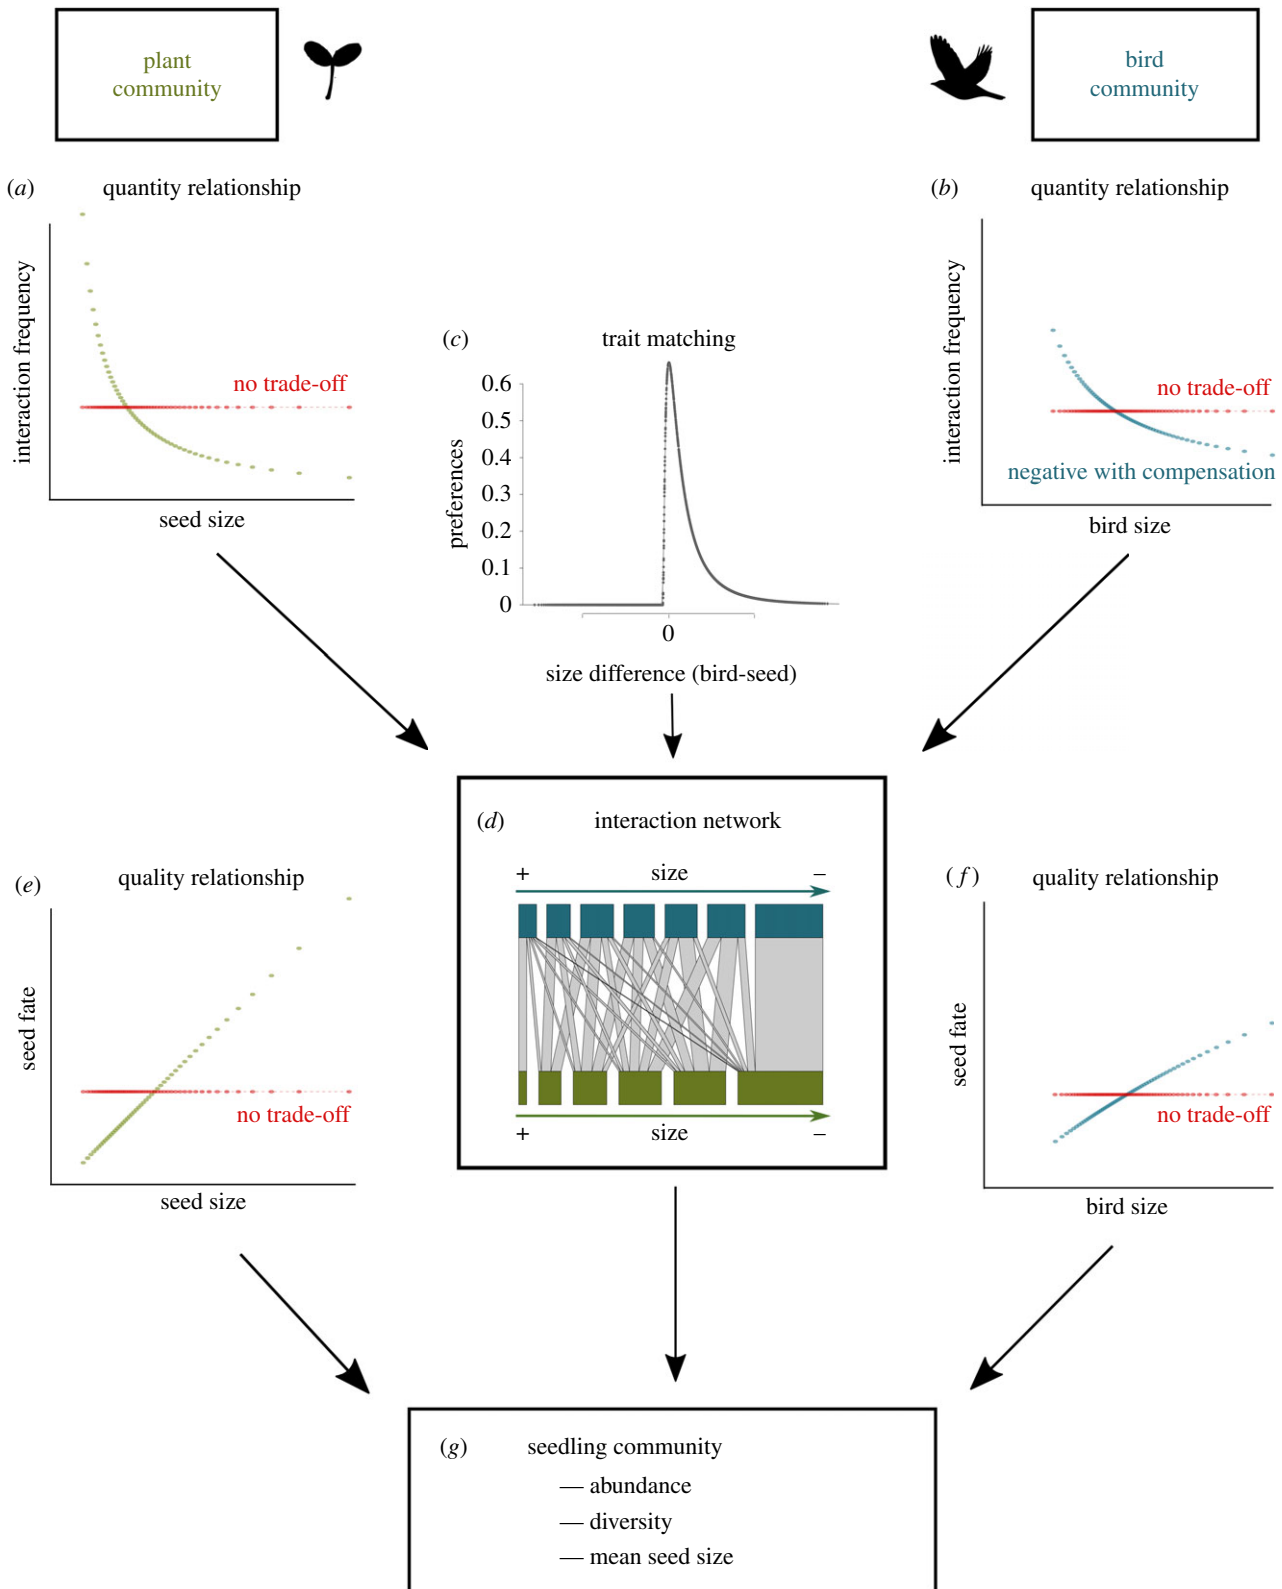 plant
community
bird
community
(a) quantity relationship
interaction frequency
no trade-off
seed size
(b) quantity relationship
interaction frequency
no trade-off
negative with compensation
bird size
(c) trait matching
preferences
0.6
0.5
0.4
0.3
0.2
0.1
0
0
size difference (bird-seed)
(d) interaction network
+ size –
+ size –
(e) quality relationship
seed fate
no trade-off
seed size
(f) quality relationship
seed fate
no trade-off
bird size
(g) seedling community
— abundance
— diversity
— mean seed size